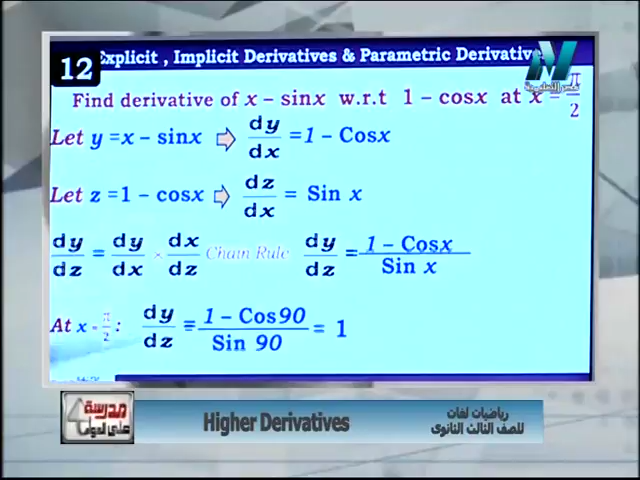 12
Explicit , Implicit Derivatives & Parametric Derivativ
Find derivative of x – sinx w.r.t 1 – cosx at x = π/2
Let y =x – sinx ⇨ dy/dx =1 – Cosx
Let z =1 – cosx ⇨ dz/dx = Sin x
dy/dz = dy/dx × dx/dz Chain Rule dy/dz = 1 – Cosx / Sin x
At x = π/2 : dy/dz = 1 – Cos90 / Sin 90 = 1
مدرسة
على الهواء
Higher Derivatives
رياضيات لغات
للصف الثالث الثانوى